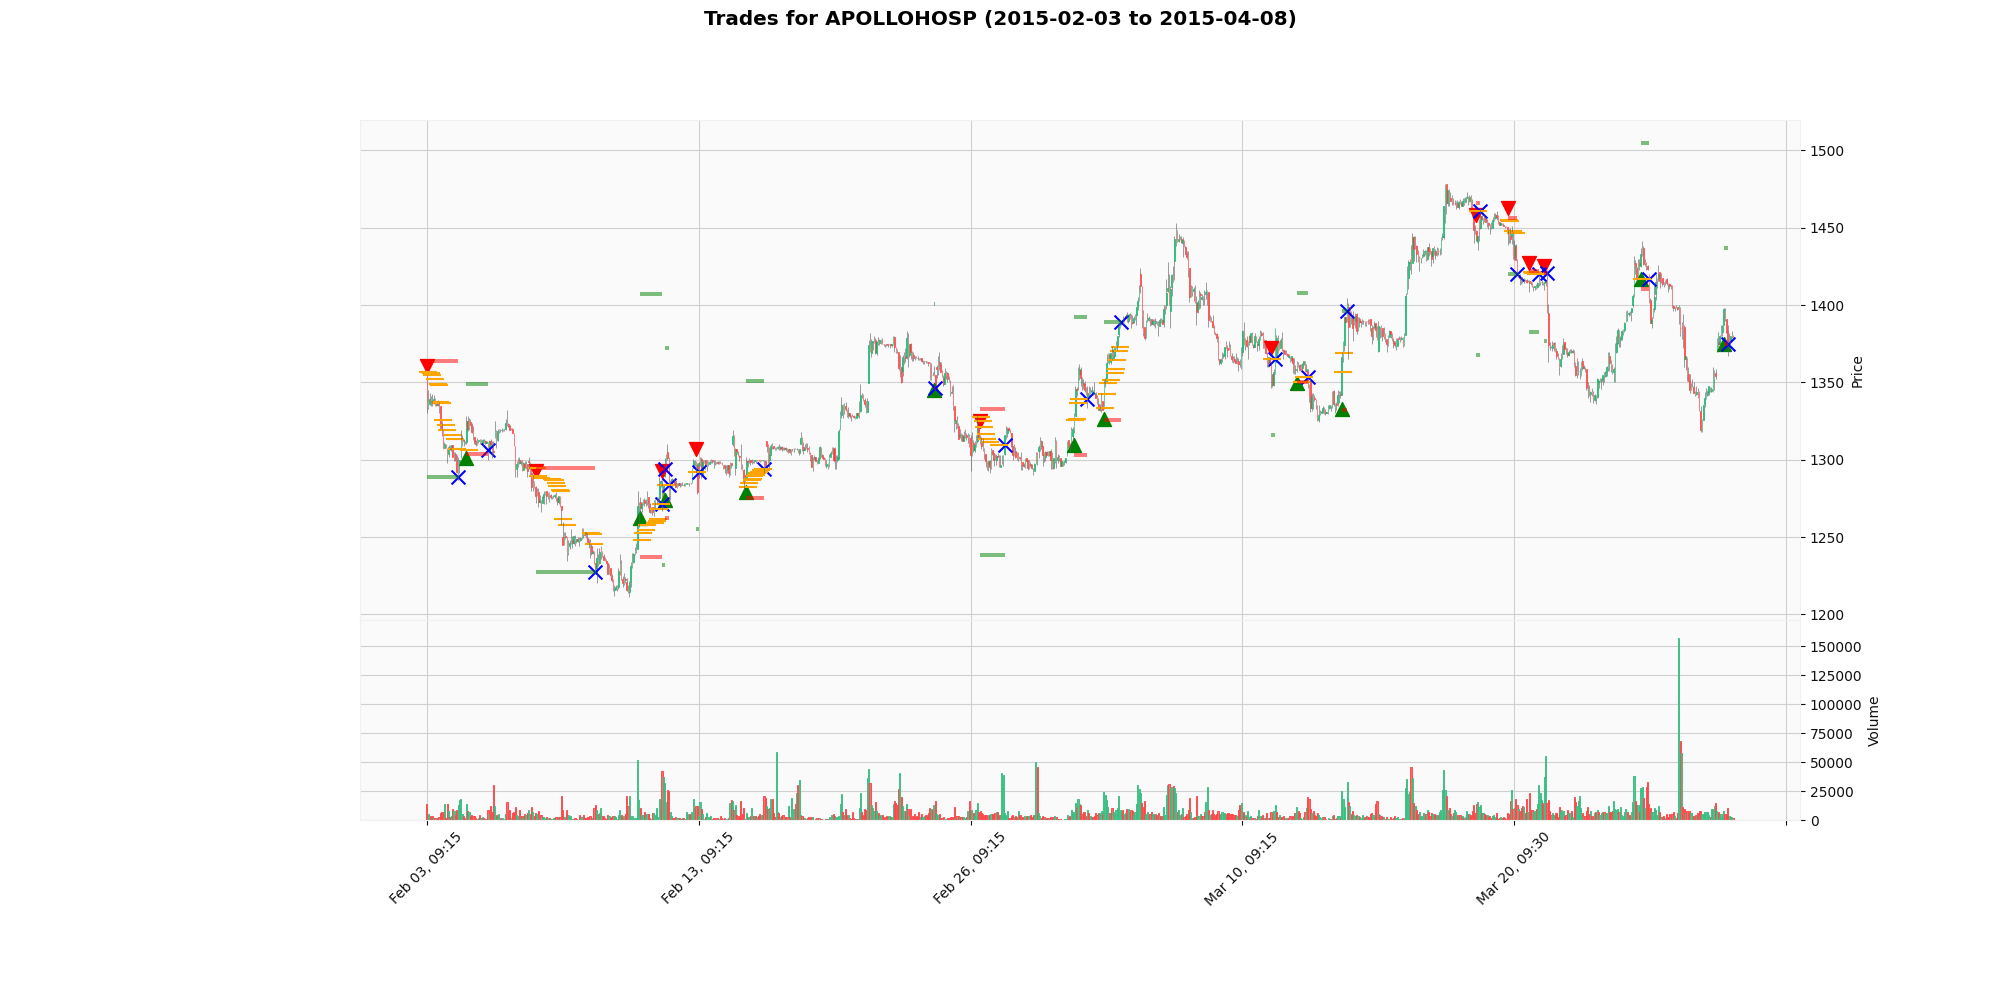 Trades for APOLLOHOSP (2015-02-03 to 2015-04-08)
1500
1450
1400
1350
1300
1250
1200
Price
150000
125000
100000
75000
50000
25000
0
Volume
Feb 03, 09:15
Feb 13, 09:15
Feb 26, 09:15
Mar 10, 09:15
Mar 20, 09:30